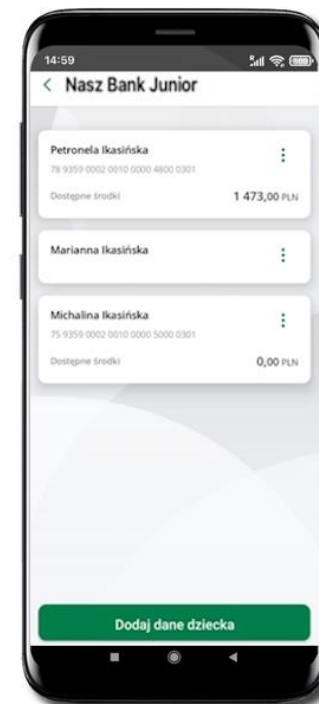 14:59
Nasz Bank Junior
Petronela Ikasińska
78 9359 0002 0010 0000 4800 0301
Dostępne środki 1 473,00 PLN
Marianna Ikasińska
Michalina Ikasińska
75 9359 0002 0010 0000 5000 0301
Dostępne środki 0,00 PLN
Dodaj dane dziecka